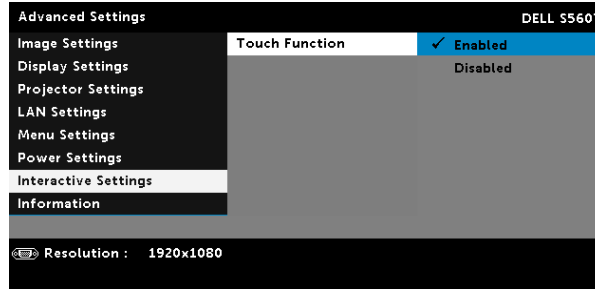 Advanced Settings
DELL S560
Image Settings
Touch Function
Enabled
Display Settings
Disabled
Projector Settings
LAN Settings
Menu Settings
Power Settings
Interactive Settings
Information
Resolution : 1920x1080